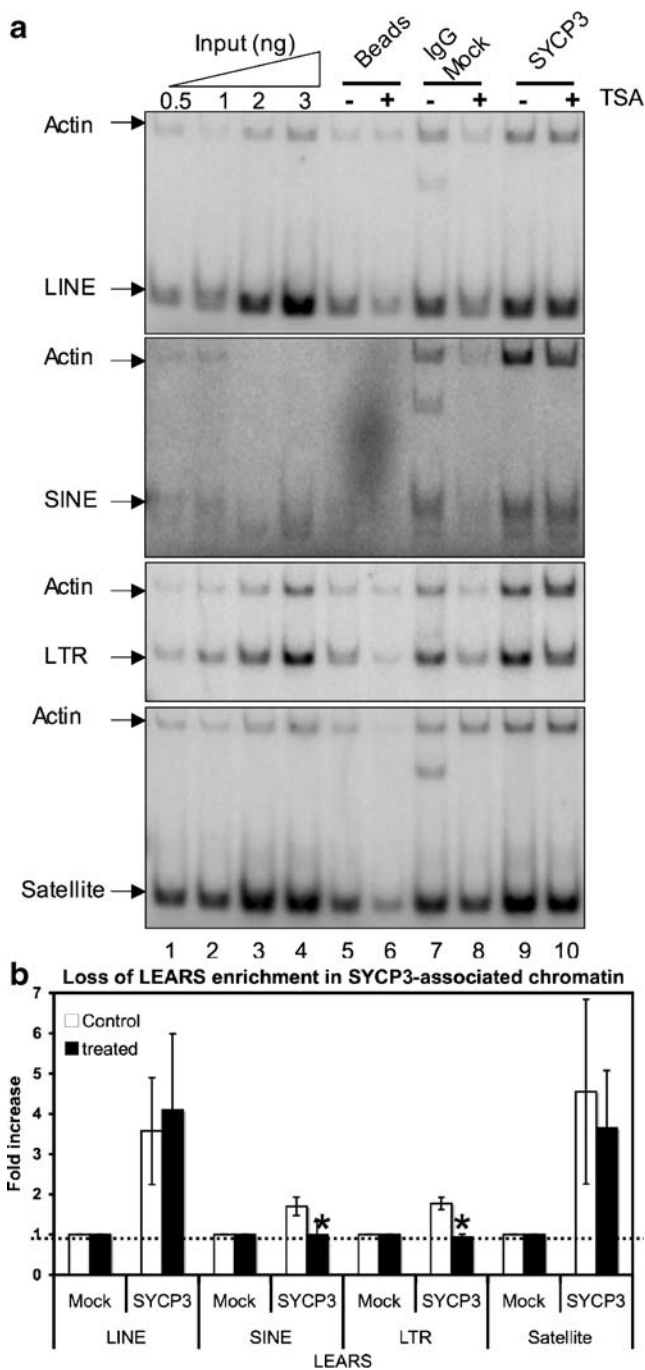 a
Input (ng)
Beads
IgG
Mock
SYCP3
0.5 1 2 3 - + - + - + TSA
Actin
LINE
Actin
SINE
Actin
LTR
Actin
Satellite
1 2 3 4 5 6 7 8 9 10
b
Loss of LEARS enrichment in SYCP3-associated chromatin
7
6
5
4
3
2
1
0
Fold increase
Control
treated
*
*
Mock SYCP3 Mock SYCP3 Mock SYCP3 Mock SYCP3
LINE SINE LTR Satellite
LEARS